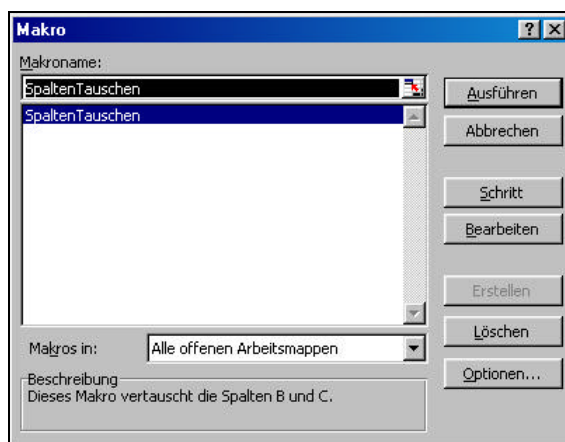 Makro
Makroname:
SpaltenTauschen
SpaltenTauschen
Makros in:
Alle offenen Arbeitsmappen
Beschreibung
Dieses Makro vertauscht die Spalten B und C.
Ausführen
Abbrechen
Schritt
Bearbeiten
Erstellen
Löschen
Optionen...